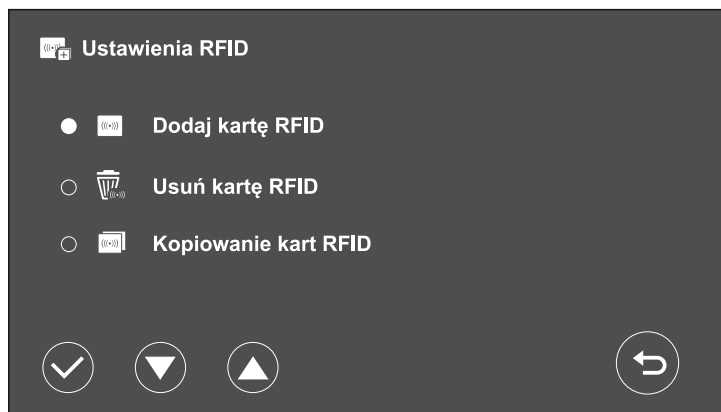 Ustawienia RFID
Dodaj kartę RFID
Usuń kartę RFID
Kopiowanie kart RFID